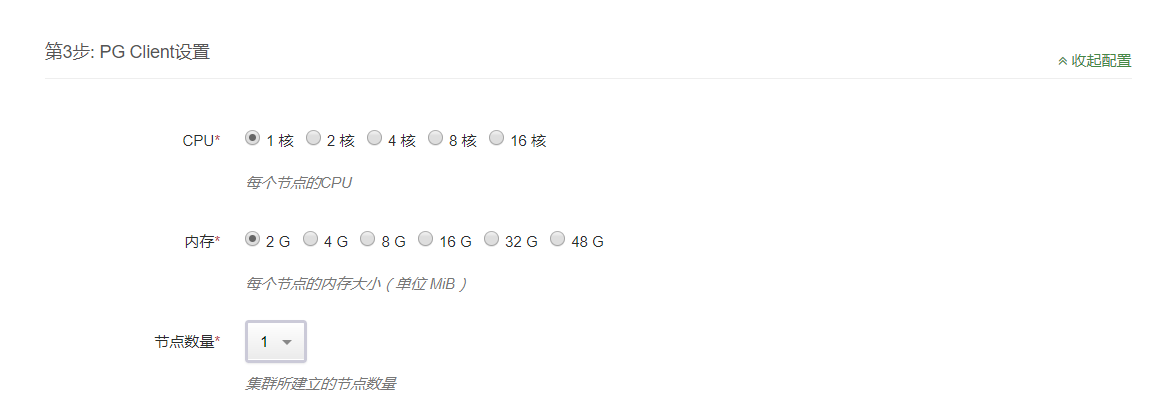 第3步: PG Client设置
收起配置
CPU* 1 核 2 核 4 核 8 核 16 核
每个节点的CPU
内存* 2 G 4 G 8 G 16 G 32 G 48 G
每个节点的内存大小（单位 MiB）
节点数量* 1
集群所建立的节点数量